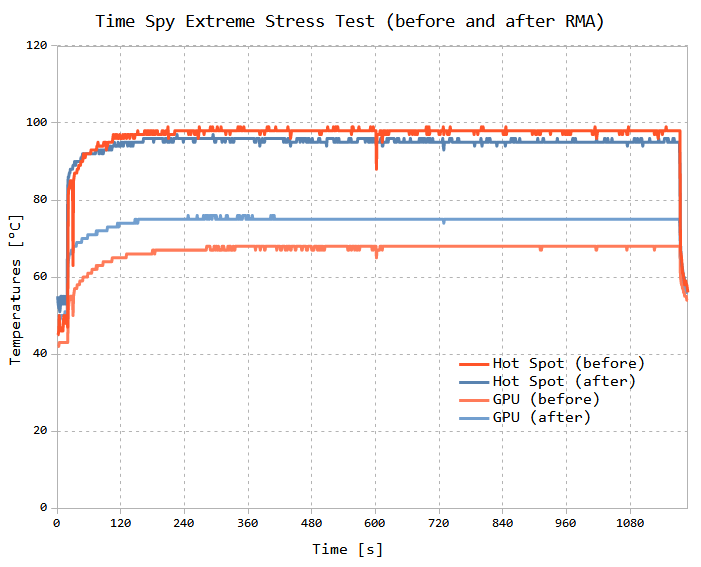 Time Spy Extreme Stress Test (before and after RMA)
120
100
80
60
40
20
0
Temperatures [°C]
Hot Spot (before)
Hot Spot (after)
GPU (before)
GPU (after)
0 120 240 360 480 600 720 840 960 1080
Time [s]